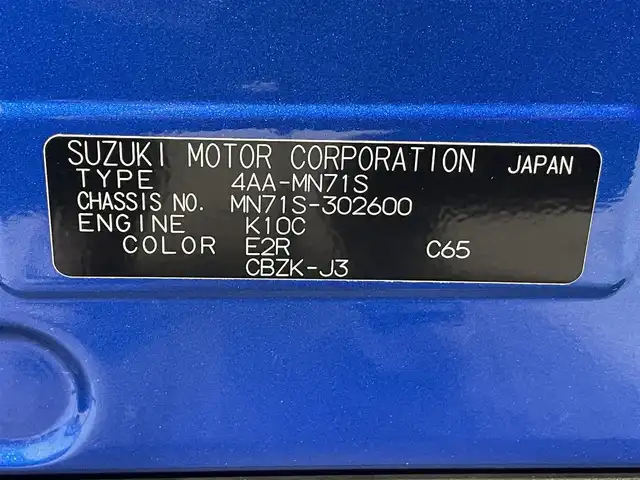 SUZUKI MOTOR CORPORATION JAPAN
TYPE 4AA-MN71S
CHASSIS NO. MN71S-302600
ENGINE K10C
COLOR E2R C65
CBZK-J3